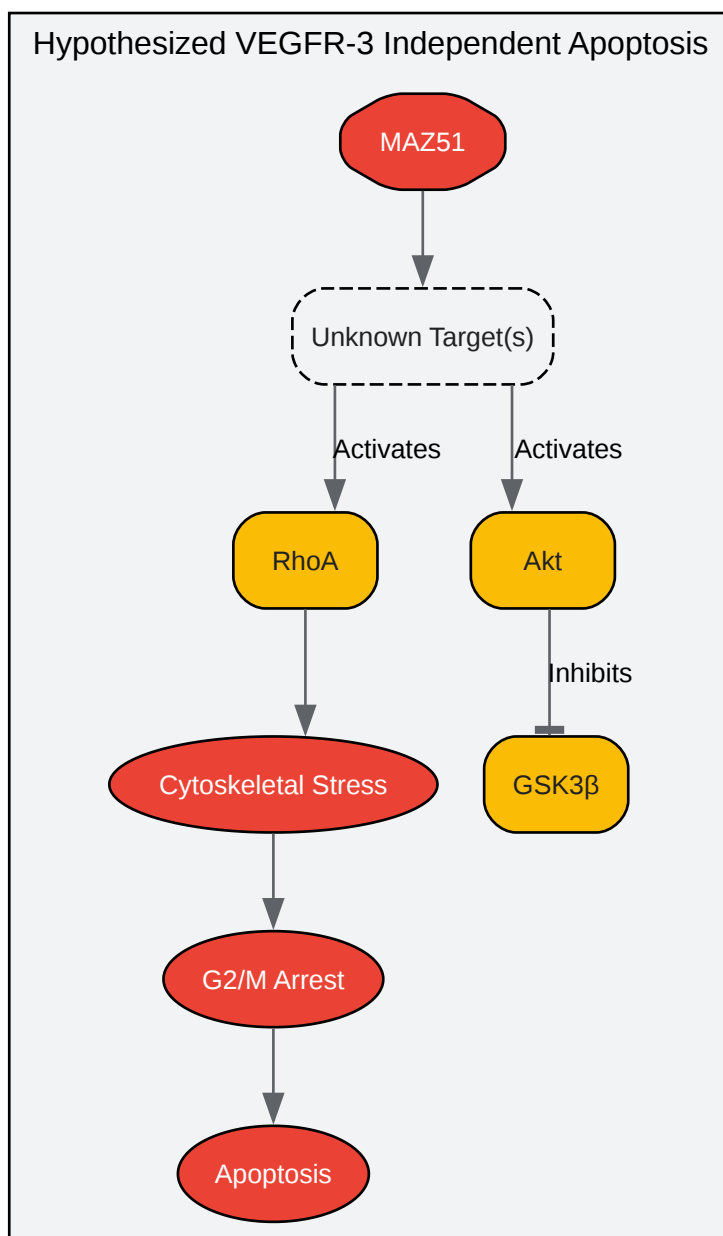 Hypothesized VEGFR-3 Independent Apoptosis
MAZ51
Unknown Target(s)
Activates
Activates
RhoA
Akt
Inhibits
Cytoskeletal Stress
GSK3β
G2/M Arrest
Apoptosis